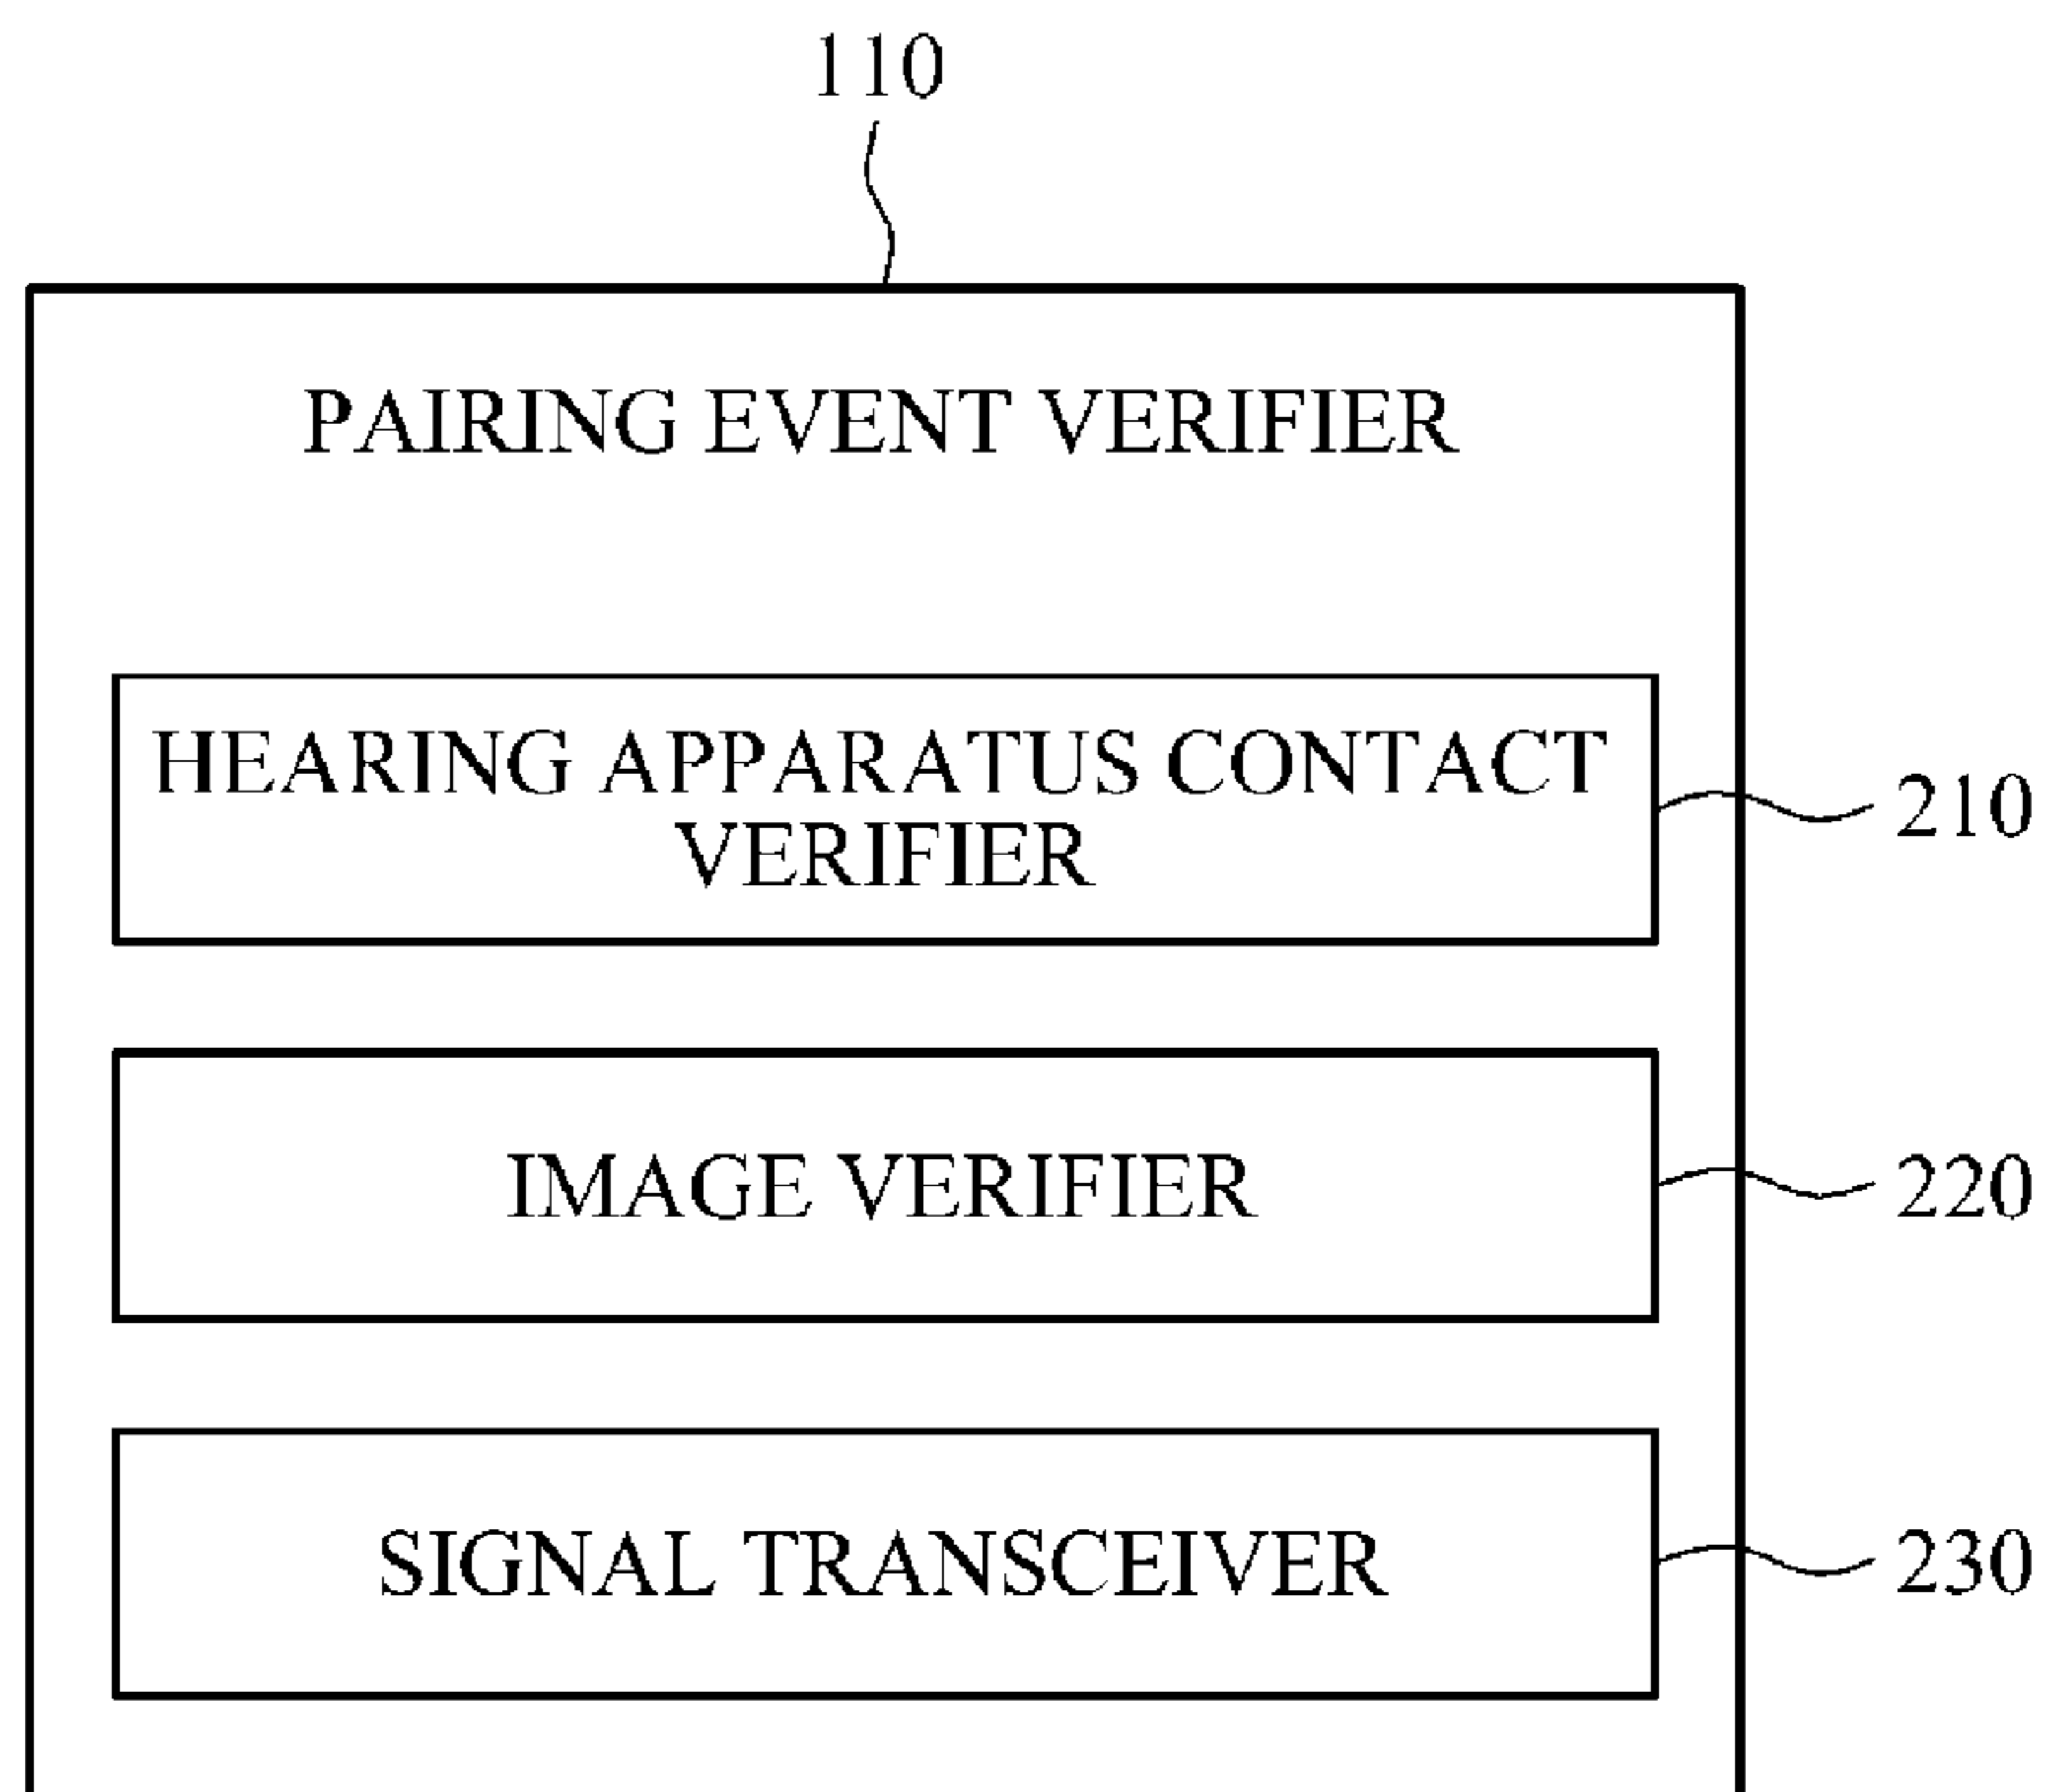 110
PAIRING EVENT VERIFIER
HEARING APPARATUS CONTACT
VERIFIER
210
IMAGE VERIFIER
220
SIGNAL TRANSCEIVER
230